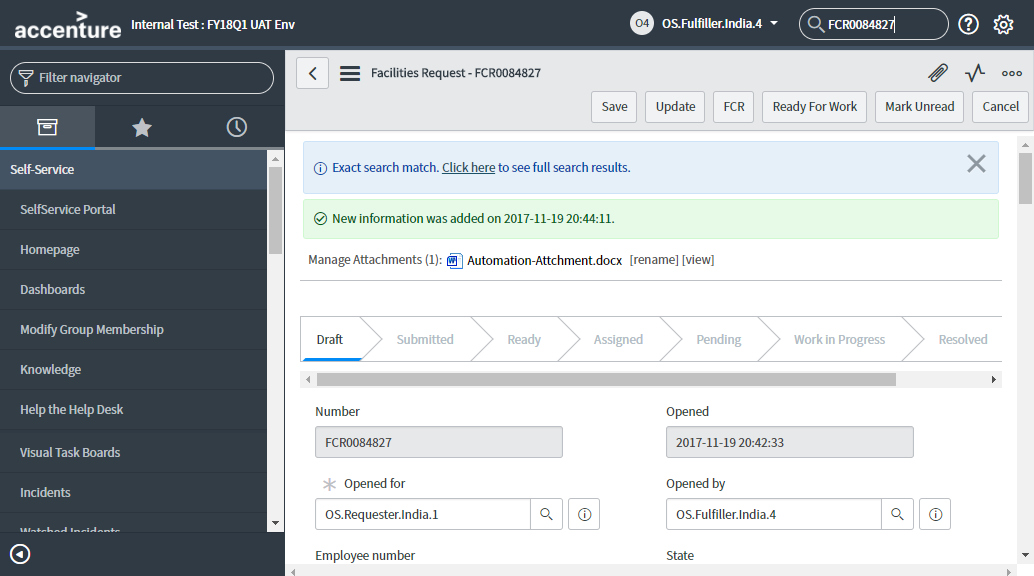 accenture
Internal Test : FY18Q1 UAT Env
O4 OS.Fulfiller.India.4
FCR0084827
Filter navigator
Facilities Request - FCR0084827
Save Update FCR Ready For Work Mark Unread Cancel
Self-Service
SelfService Portal
Homepage
Dashboards
Modify Group Membership
Knowledge
Help the Help Desk
Visual Task Boards
Incidents
Watched Incidents
Exact search match. Click here to see full search results.
New information was added on 2017-11-19 20:44:11.
Manage Attachments (1): Automation-Attchment.docx [rename] [view]
Draft Submitted Ready Assigned Pending Work in Progress Resolved
Number Opened
FCR0084827 2017-11-19 20:42:33
Opened for Opened by
OS.Requester.India.1 OS.Fulfiller.India.4
Employee number State